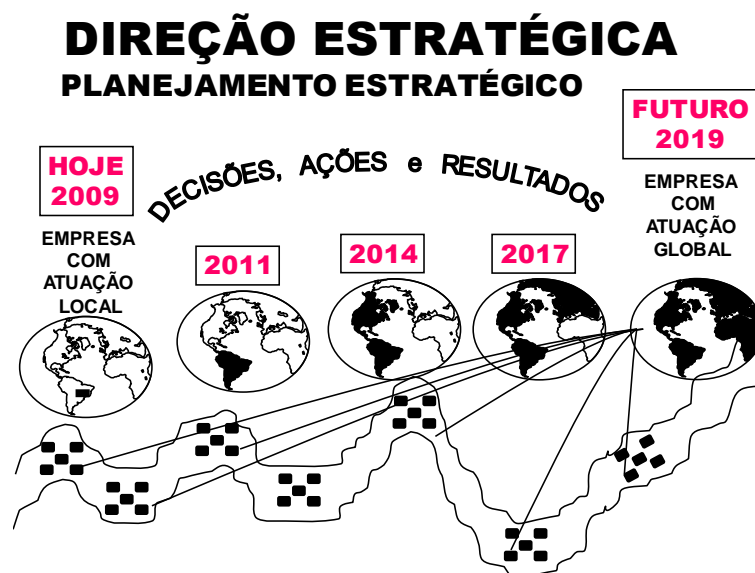 DIREÇÃO ESTRATÉGICA
PLANEJAMENTO ESTRATÉGICO
HOJE
2009
EMPRESA
COM
ATUAÇÃO
LOCAL
DECISÕES, AÇÕES e RESULTADOS
2011
2014
2017
FUTURO
2019
EMPRESA
COM
ATUAÇÃO
GLOBAL